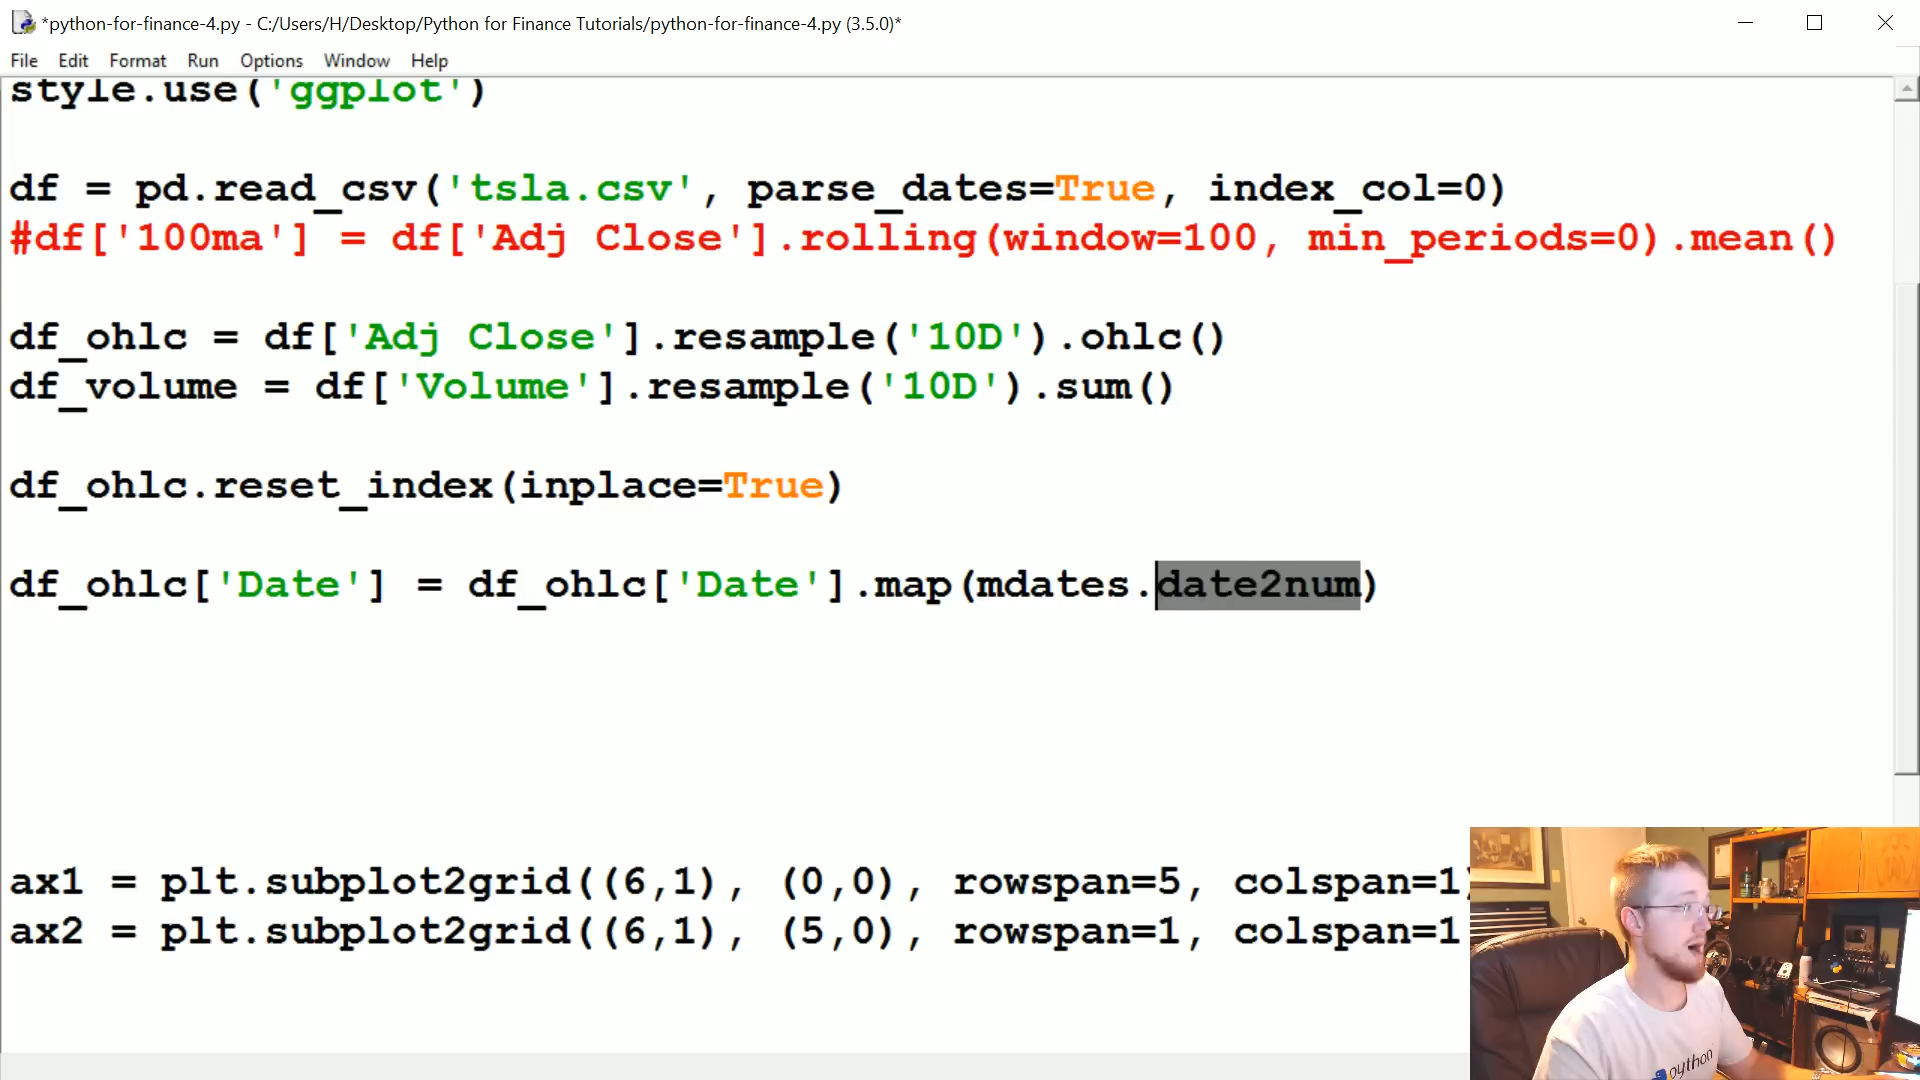 *python-for-finance-4.py - C:/Users/H/Desktop/Python for Finance Tutorials/python-for-finance-4.py (3.5.0)*
File Edit Format Run Options Window Help
style.use('ggplot')
df = pd.read_csv('tsla.csv', parse_dates=True, index_col=0)
#df['100ma'] = df['Adj Close'].rolling(window=100, min_periods=0).mean()
df_ohlc = df['Adj Close'].resample('10D').ohlc()
df_volume = df['Volume'].resample('10D').sum()
df_ohlc.reset_index(inplace=True)
df_ohlc['Date'] = df_ohlc['Date'].map(mdates.date2num)
ax1 = plt.subplot2grid((6,1), (0,0), rowspan=5, colspan=1)
ax2 = plt.subplot2grid((6,1), (5,0), rowspan=1, colspan=1
python